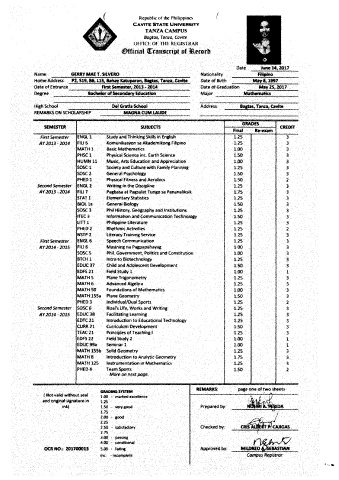 Republic of the Philippines
CAVITE STATE UNIVERSITY
TANZA CAMPUS
Bagtas, Tanza, Cavite
OFFICE OF THE REGISTRAR
Official Transcript of Record
Date June 14, 2017
Name GERRY MAE T. SILVERO Nationality Filipino
Home Address Bahay Katuparan, Bagtas, Tanza, Cavite Date of Birth May 8, 1997
Date of Entrance First Semester, 2013 - 2014 Date of Graduation May 25, 2017
Degree Bachelor of Secondary Education Major Mathematics
High School Del Gratia School Address Bagtas, Tanza, Cavite
REMARKS ON SCHOLARSHIP MAGNA CUM LAUDE
SEMESTER SUBJECTS GRADES CREDIT
Final Re-exam
First Semester ENGL 1 Study and Thinking Skills in English 1.25 3
AY 2013 - 2014 FILI 6 Komunikasyon sa Akademikong Filipino 1.25 3
MATH 1 Basic Mathematics 1.00 3
PHSC 1 Physical Science inc. Earth Science 1.50 3
HUMN 11 Music, Arts Education and Appreciation 1.00 3
SOSC 1 Society and Culture with Family Planning 1.25 3
SOSC 2 General Psychology 1.50 3
PHED 1 Physical Fitness and Aerobics 1.50 2
Second Semester ENGL 2 Writing in the Discipline 1.25 3
AY 2013 - 2014 FILI 7 Pagbasa at Pagsulat Tungo sa Pananaliksik 1.75 3
STAT 1 Elementary Statistics 1.25 3
General Biology 1.50 3
SOSC 3 Phil History, Geography and Institutions 1.25 3
ITEC 3 Information and Communication Technology 1.50 3
LITT 1 Philippine Literature 1.25 3
PHED 2 Rhythmic Activities 1.25 2
NSTP 2 Literacy Training Service 1.25 3
First Semester ENGL 6 Speech Communication 1.25 3
AY 2014 - 2015 FILI 8 Masining na Pagpapahayag 1.00 3
SOSC 5 Phil. Government, Politics and Constitution 1.00 3
BTCH 1 Intro to Biotechnology 1.25 3
EDUC 37 Child and Adolescent Development 1.50 3
EDFS 21 Field Study 1 1.00 1
MATH 5 Plane Trigonometry 1.25 3
MATH 6 Advanced Algebra 1.25 3
MATH 50 Foundations of Mathematics 1.00 3
MATH 155a Plane Geometry 1.50 3
PHED 3 Individual/Dual Sports 1.25 2
Second Semester SOSC 6 Rizal's Life, Works and Writing 1.25 3
AY 2014 - 2015 EDUC 38 Facilitating Learning 1.25 3
EDTC 21 Introduction to Educational Technology 1.25 3
CURR 21 Curriculum Development 1.50 3
TEAC 21 Principles of Teaching I 1.25 3
EDFS 22 Field Study 2 1.00 1
EDUC 99a Seminar 1 1.00 1
MATH 155b Solid Geometry 1.25 3
MATH 8 Introduction to Analytic Geometry 1.75 3
MATH 125 Instrumentation in Mathematics 1.25 3
PHED 4 Team Sports 1.50 2
More on next page.
GRADING SYSTEM REMARKS: page one of two sheets
( Not valid without seal and original signature in ink)
1.00 - marked excellence
1.25
1.50 - very good
1.75
2.00 - good
2.25
2.50 - satisfactory
2.75
3.00 - passing
4.00 - conditional
5.00 - failing
inc - incomplete
Prepared by:
Checked by: CRIS ALBERT P. CARGAS
Approved by: MILDRED A. SEBASTIAN
Campus Registrar
OCR NO.: 201700015